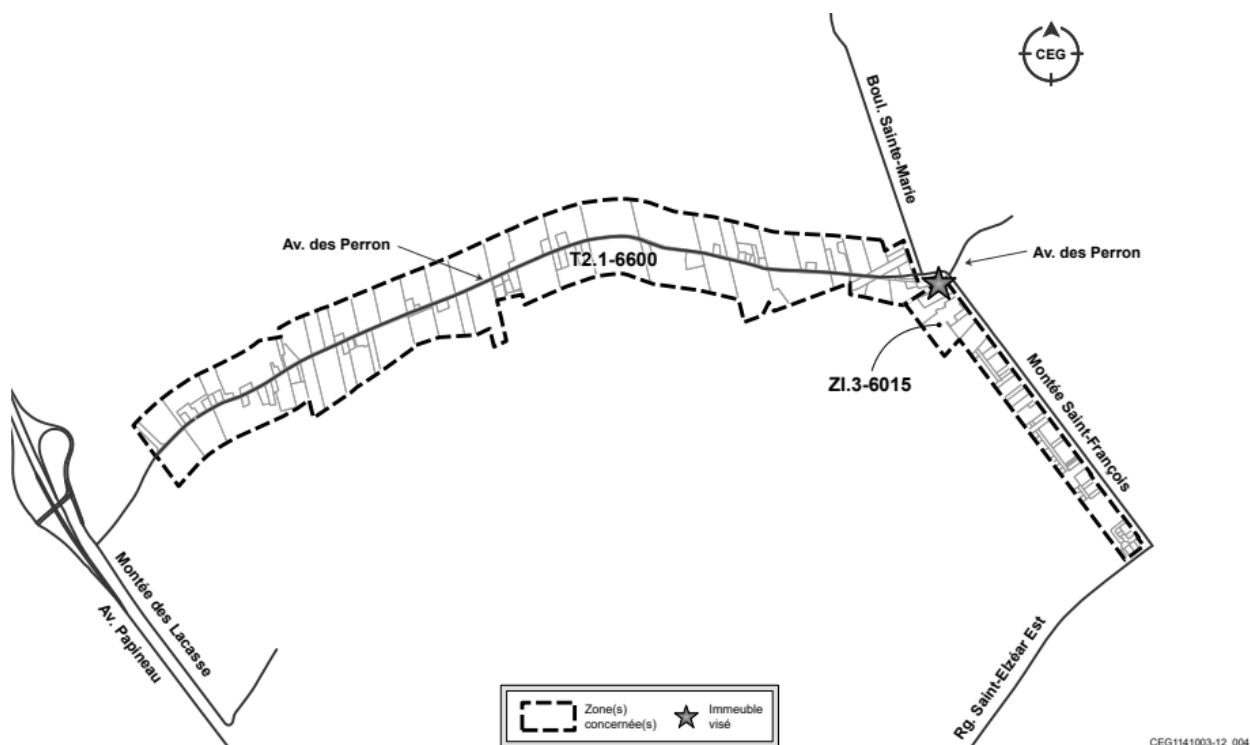 CEG
Boul. Sainte-Marie
Av. des Perron
Av. des Perron
T2.1-6600
ZI.3-6015
Montée Saint-François
Montée des Lacasse
Av. Papineau
Rg. Saint-Elzéar Est
Zone(s)
concernée(s)
Immeuble
visé
CEG1141003-12_004